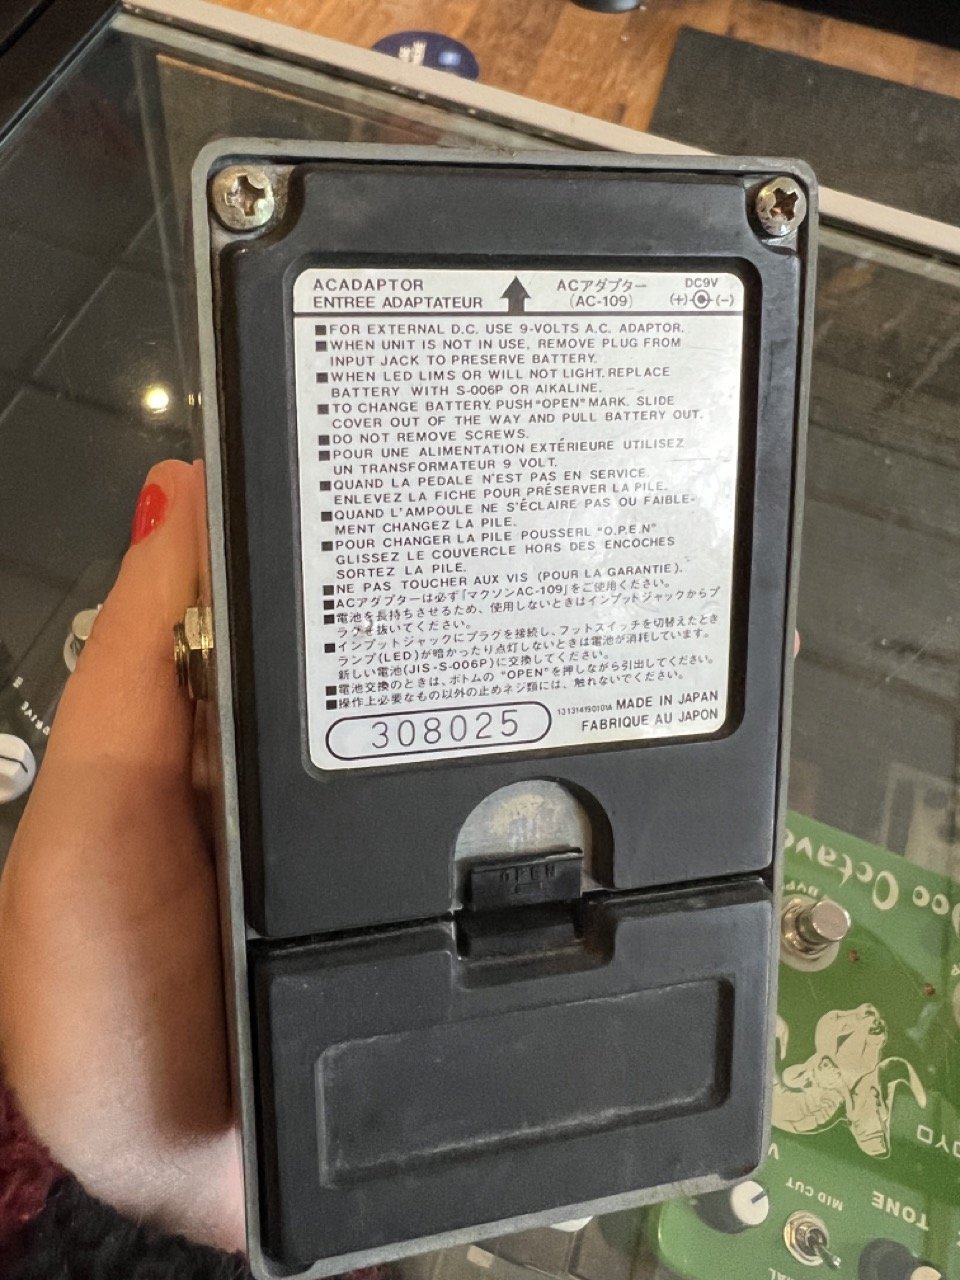 ACADAPTOR
ENTREE ADAPTATEUR
ACアダプター
(AC-109)
DC9V
(+) (-)
■FOR EXTERNAL D.C. USE 9-VOLTS A.C. ADAPTOR.
■WHEN UNIT IS NOT IN USE, REMOVE PLUG FROM
INPUT JACK TO PRESERVE BATTERY.
■WHEN LED LIMS OR WILL NOT LIGHT, REPLACE
BATTERY WITH S-006P OR AIKALINE.
■TO CHANGE BATTERY, PUSH "OPEN" MARK. SLIDE
COVER OUT OF THE WAY AND PULL BATTERY OUT.
■DO NOT REMOVE SCREWS.
■POUR UNE ALIMENTATION EXTÉRIEURE UTILISEZ
UN TRANSFORMATEUR 9 VOLT.
■QUAND LA PEDALE N'EST PAS EN SERVICE.
ENLEVEZ LA FICHE POUR PRÉSERVER LA PILE.
■QUAND L'AMPOULE NE S'ÉCLAIRE PAS OU FAIBLE-
MENT CHANGEZ LA PILE.
■POUR CHANGER LA PILE POUSSERL "O.P.E.N"
GLISSEZ LE COUVERCLE HORS DES ENCOCHES
SORTEZ LA PILE.
■NE PAS TOUCHER AUX VIS (POUR LA GARANTIE).
■ACアダプターは必ず「マクソンAC-109」をご使用ください。
■電池を長持ちさせるため、使用しないときはインプットジャックからプ
ラグを抜いてください。
■インプットジャックにプラグを接続し、フットスイッチを切替えたとき
ランプ(LED)が暗かったり点灯しないときは電池が消耗しています。
新しい電池(JIS-S-006P)に交換してください。
■電池交換のときは、ボトムの "OPEN"を押しながら引出してください。
■操作上必要なもの以外の止めネジ類には、触れないでください。
308025
131314190101A MADE IN JAPAN
FABRIQUE AU JAPON
OPEN
Octave
TONE
MID CUT